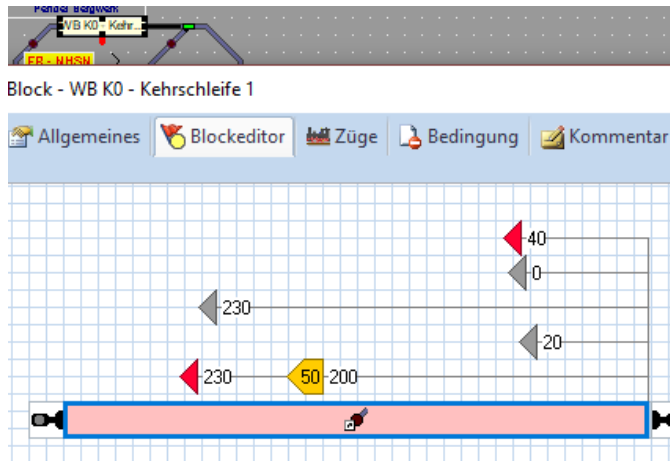 Pendel Bergwerk
WB K0 - Kehr...
FR - NHSN
Block - WB K0 - Kehrschleife 1
Allgemeines Blockeditor Züge Bedingung Kommentar
40
0
230
20
230 50 200